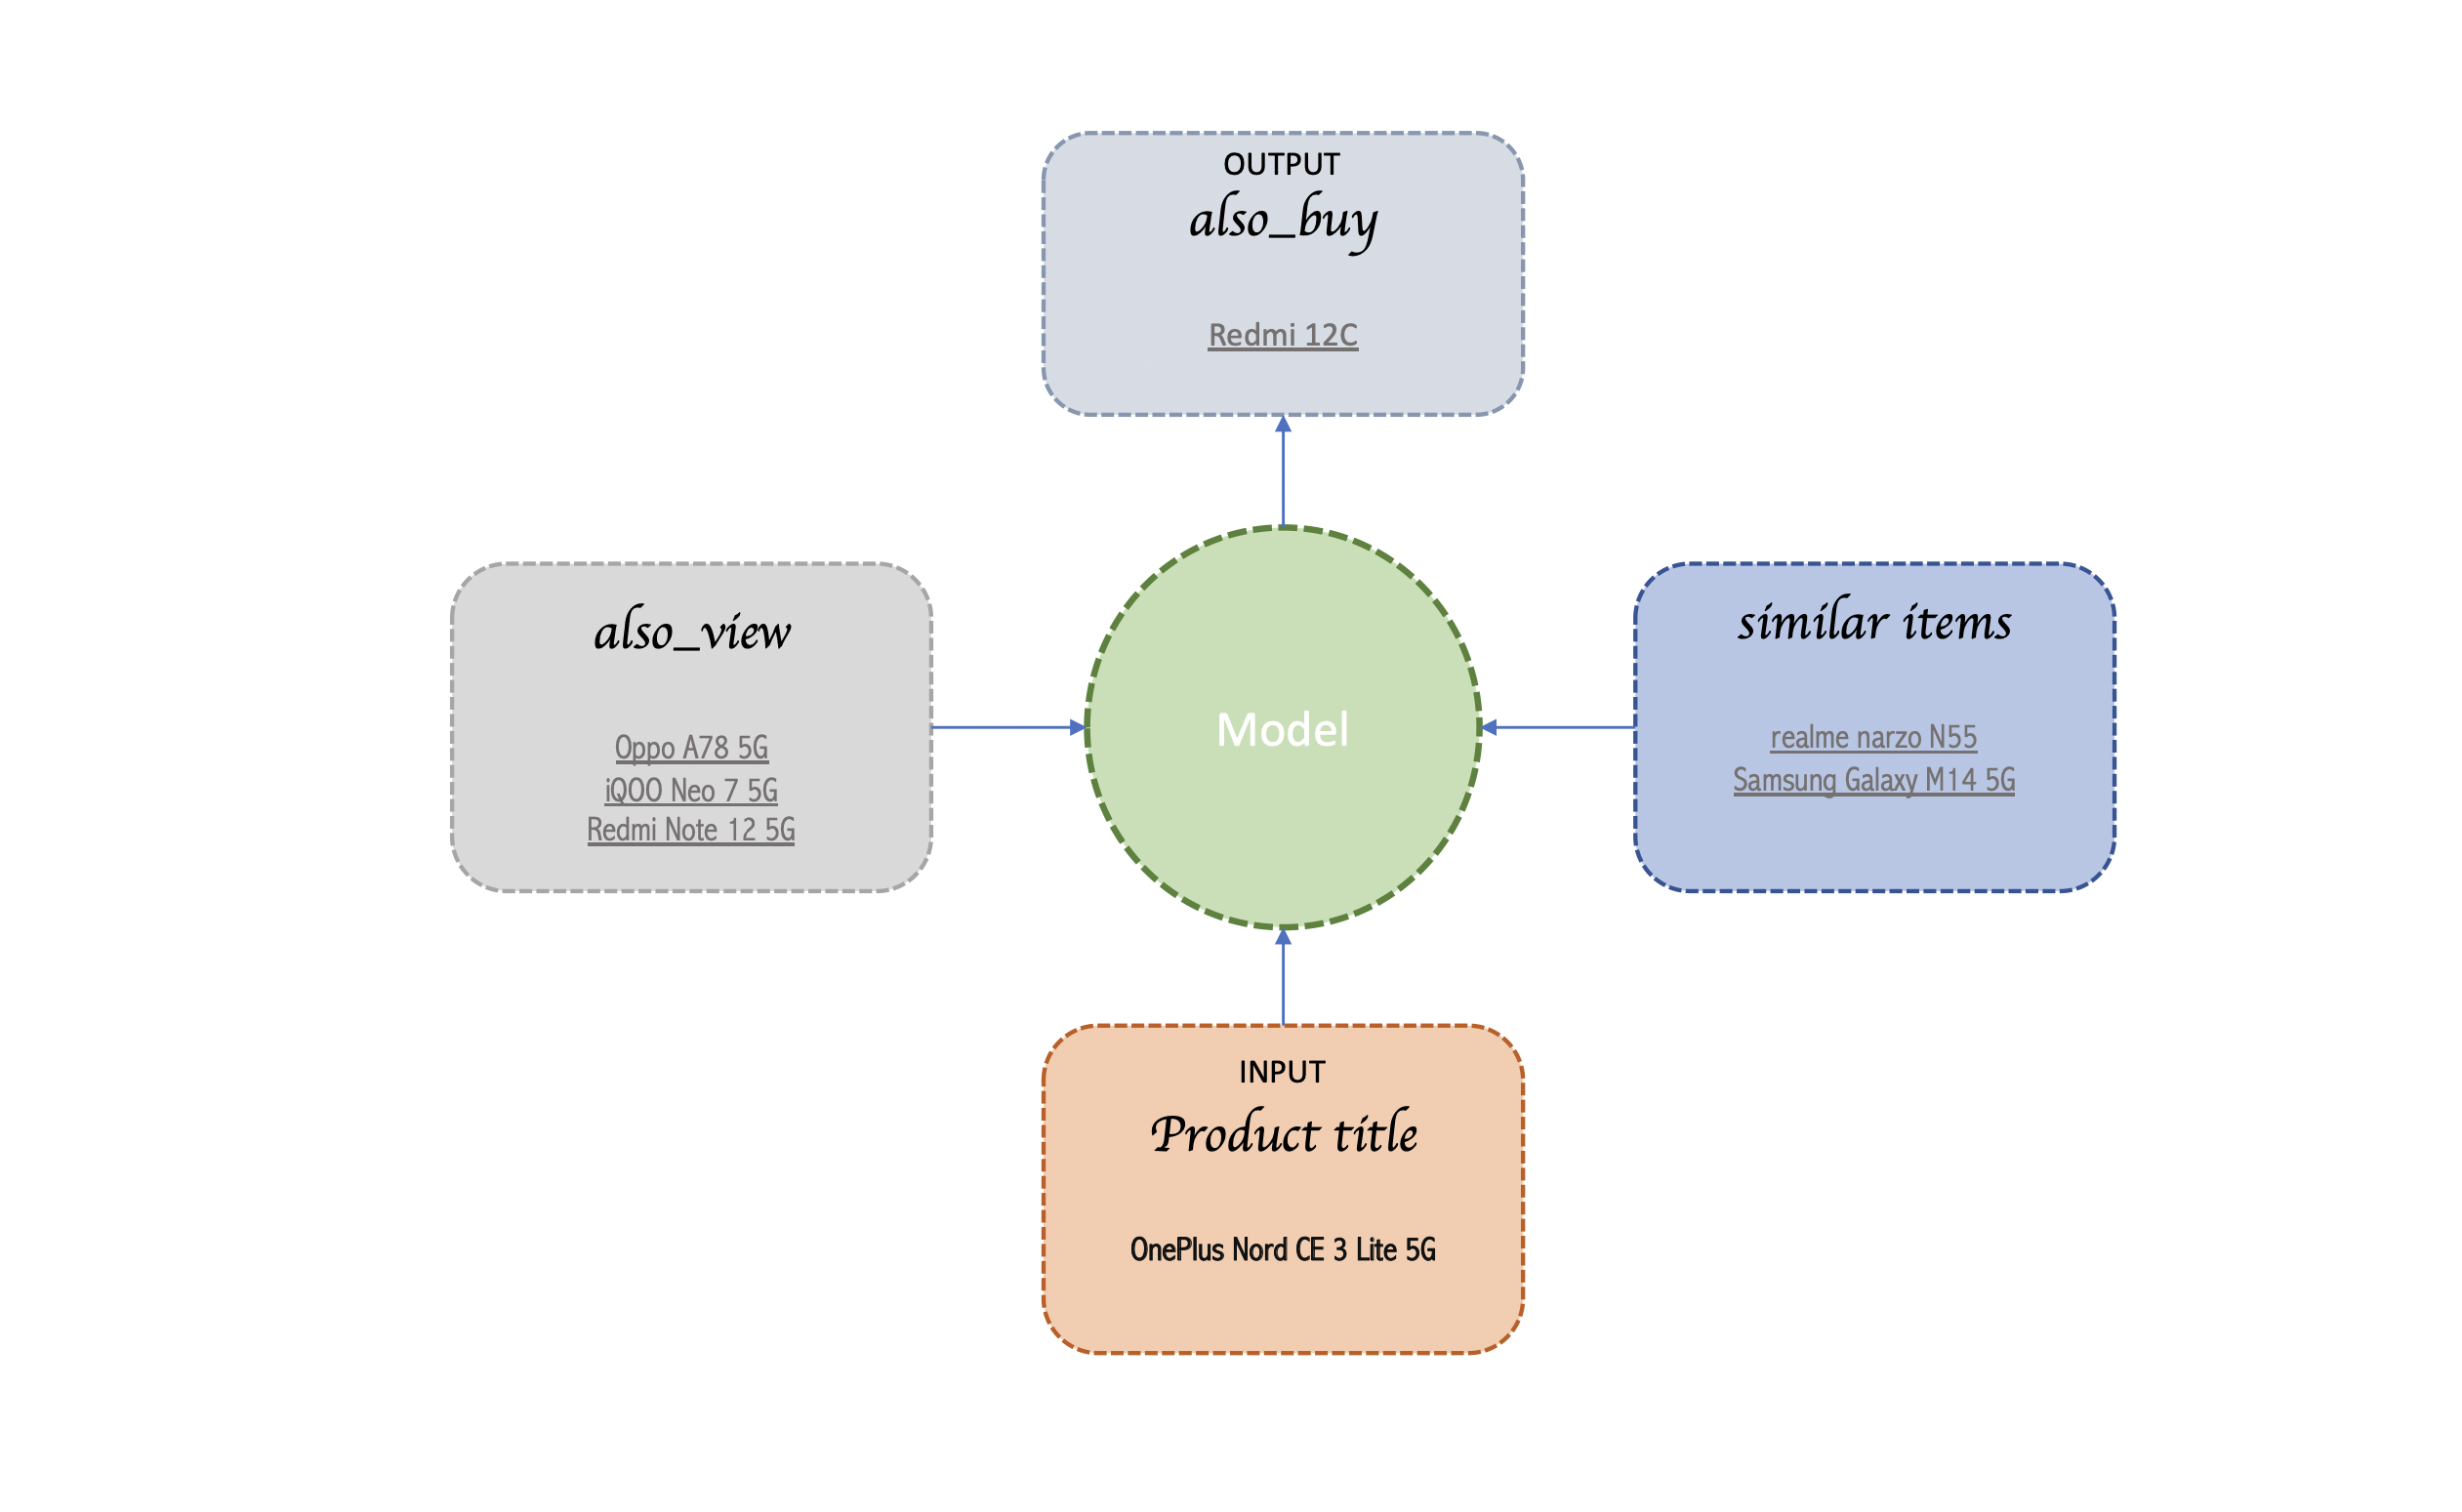 OUTPUT
also_buy
Redmi 12C
also_view
Oppo A78 5G
iQOO Neo 7 5G
Redmi Note 12 5G
Model
similar items
realme narzo N55
Samsung Galaxy M14 5G
INPUT
Product title
OnePlus Nord CE 3 Lite 5G